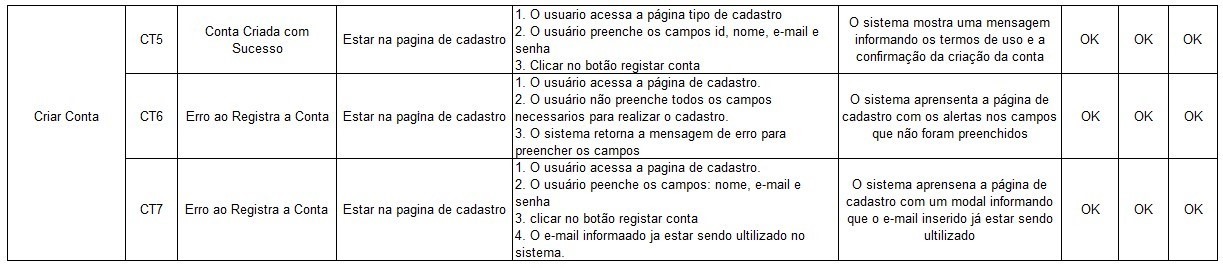 Criar Conta
CT5
Conta Criada com
Sucesso
Estar na pagina de cadastro
1. O usuario acessa a página tipo de cadastro
2. O usuário preenche os campos id, nome, e-mail e
senha
3. Clicar no botão registar conta
O sistema mostra uma mensagem
informando os termos de uso e a
confirmação da criação da conta
OK
OK
OK
CT6
Erro ao Registra a Conta
Estar na pagina de cadastro
1. O usuário acessa a página de cadastro.
2. O usuário não preenche todos os campos
necessarios para realizar o cadastro.
3. O sistema retorna a mensagem de erro para
preencher os campos
O sistema aprensenta a página de
cadastro com os alertas nos campos
que não foram preenchidos
OK
OK
OK
CT7
Erro ao Registra a Conta
Estar na pagina de cadastro
1. O usuário acessa a pagina de cadastro.
2. O usuário peenche os campos: nome, e-mail e
senha
3. clicar no botão registar conta
4. O e-mail informaado ja estar sendo ultilizado no
sistema.
O sistema aprensena a página de
cadastro com um modal informando
que o e-mail inserido já estar sendo
ultilizado
OK
OK
OK